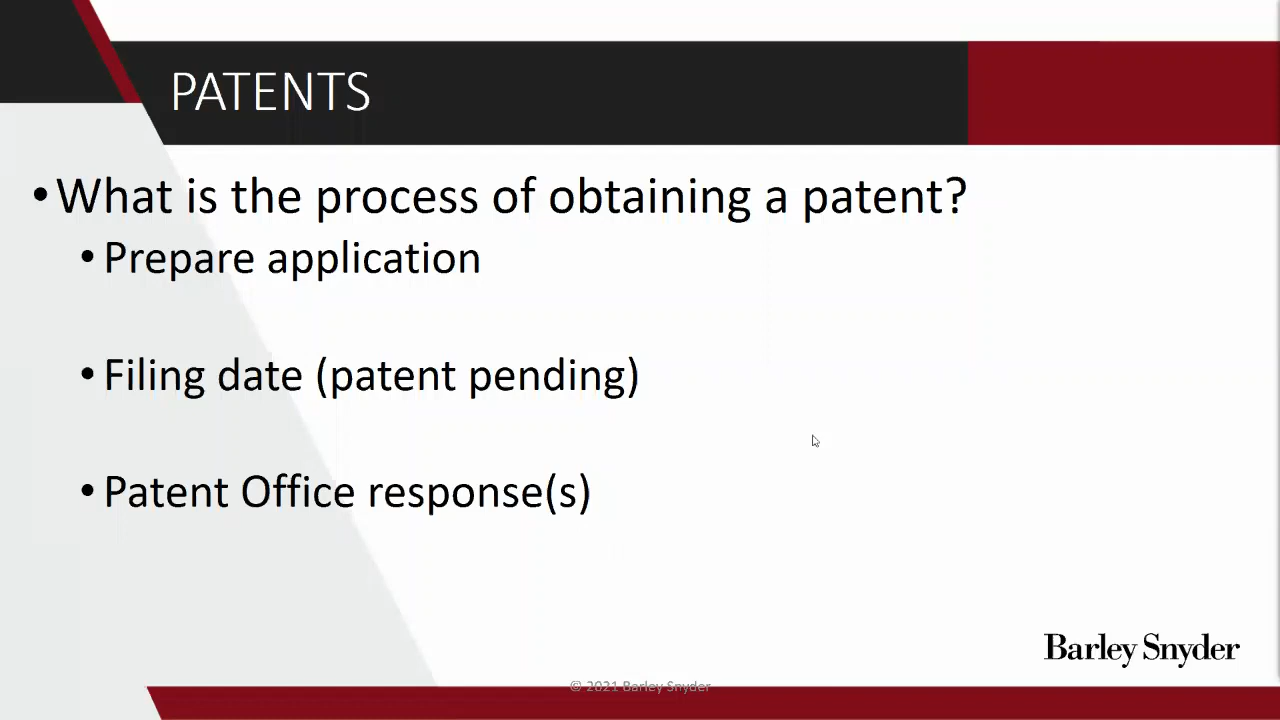 PATENTS
•What is the process of obtaining a patent?
•Prepare application
•Filing date (patent pending)
•Patent Office response(s)
Barley Snyder
© 2021 Barley Snyder